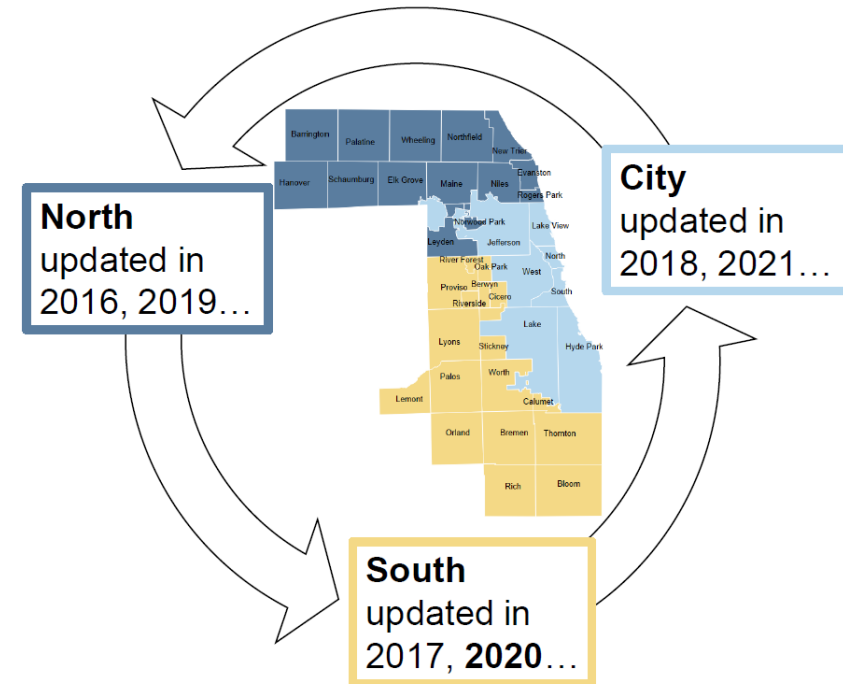 Barrington
Palatine
Wheeling
Northfield
New Trier
Hanover
Schaumburg
Elk Grove
Maine
Niles
Evanston
Rogers Park
North
updated in
2016, 2019…
City
updated in
2018, 2021…
Norwood Park
Leyden
Jefferson
Lake View
River Forest
Oak Park
West
North
Proviso
Berwyn
Cicero
South
Riverside
Lyons
Stickney
Lake
Hyde Park
Palos
Worth
Lemont
Calumet
Orland
Bremen
Thornton
Rich
Bloom
South
updated in
2017, 2020…